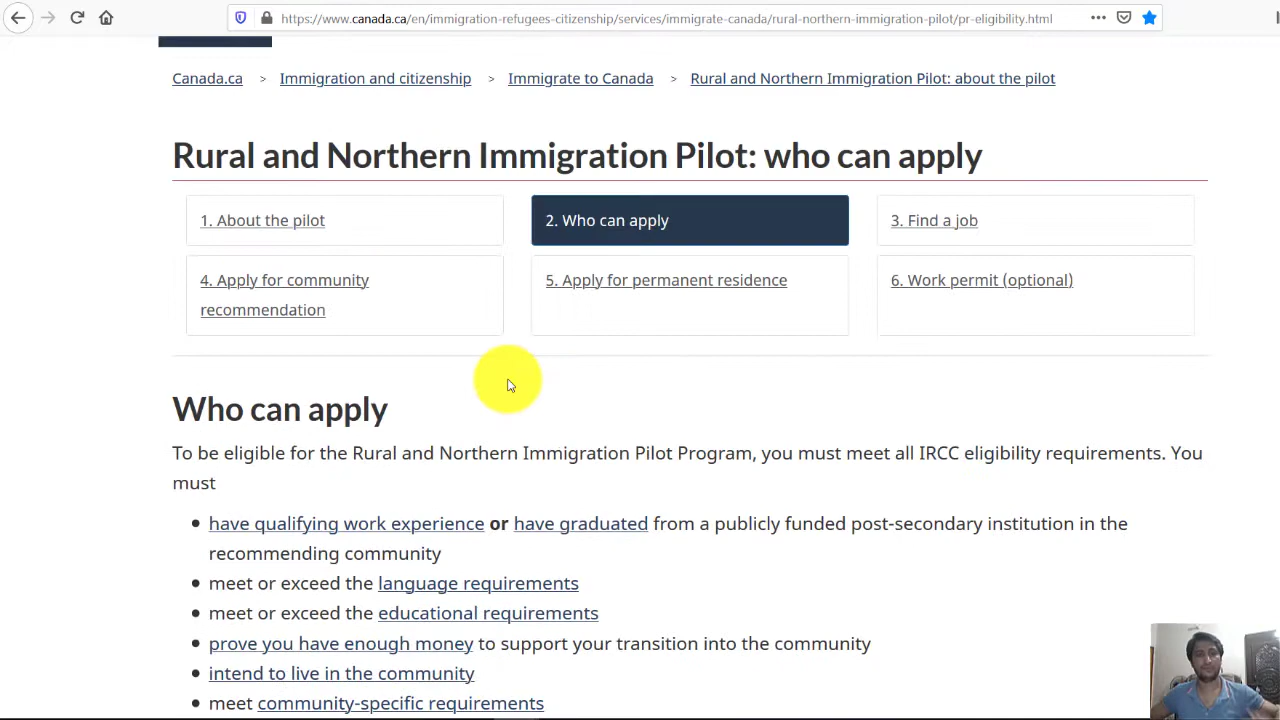 https://www.canada.ca/en/immigration-refugees-citizenship/services/immigrate-canada/rural-northern-immigration-pilot/pr-eligibility.html
Canada.ca > Immigration and citizenship > Immigrate to Canada > Rural and Northern Immigration Pilot: about the pilot
Rural and Northern Immigration Pilot: who can apply
1. About the pilot
2. Who can apply
3. Find a job
4. Apply for community
recommendation
5. Apply for permanent residence
6. Work permit (optional)
Who can apply
To be eligible for the Rural and Northern Immigration Pilot Program, you must meet all IRCC eligibility requirements. You
must
• have qualifying work experience or have graduated from a publicly funded post-secondary institution in the
recommending community
• meet or exceed the language requirements
• meet or exceed the educational requirements
• prove you have enough money to support your transition into the community
• intend to live in the community
• meet community-specific requirements